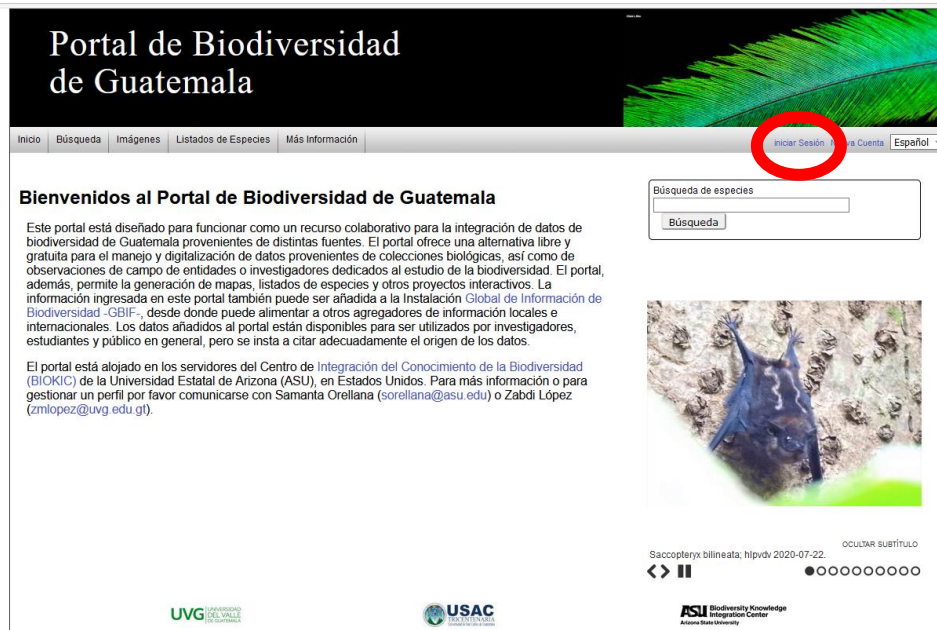 Portal de Biodiversidad
de Guatemala
Inicio
Búsqueda
Imágenes
Listados de Especies
Más Información
Iniciar Sesión
Cuenta
Español
Bienvenidos al Portal de Biodiversidad de Guatemala
Este portal está diseñado para funcionar como un recurso colaborativo para la integración de datos de
biodiversidad de Guatemala provenientes de distintas fuentes. El portal ofrece una alternativa libre y
gratuita para el manejo y digitalización de datos provenientes de colecciones biológicas, así como de
observaciones de campo de entidades o investigadores dedicados al estudio de la biodiversidad. El portal,
además, permite la generación de mapas, listados de especies y otros proyectos interactivos. La
información ingresada en este portal también puede ser añadida a la Instalación Global de Información de
Biodiversidad -GBIF-, desde donde puede alimentar a otros agregadores de información locales e
internacionales. Los datos añadidos al portal están disponibles para ser utilizados por investigadores,
estudiantes y público en general, pero se insta a citar adecuadamente el origen de los datos.
El portal está alojado en los servidores del Centro de Integración del Conocimiento de la Biodiversidad
(BIOKIC) de la Universidad Estatal de Arizona (ASU), en Estados Unidos. Para más información o para
gestionar un perfil por favor comunicarse con Samanta Orellana (sorellana@asu.edu) o Zabdi López
(zmlopez@uvg.edu.gt).
Búsqueda de especies
Búsqueda
OCULTAR SUBTÍTULO
Saccopteryx bilineata; hlpvdv 2020-07-22.
UVG
UNIVERSIDAD
DEL VALLE
DE GUATEMALA
USAC
TRICENTENARIA
ASU
Biodiversity Knowledge
Integration Center
Arizona State University